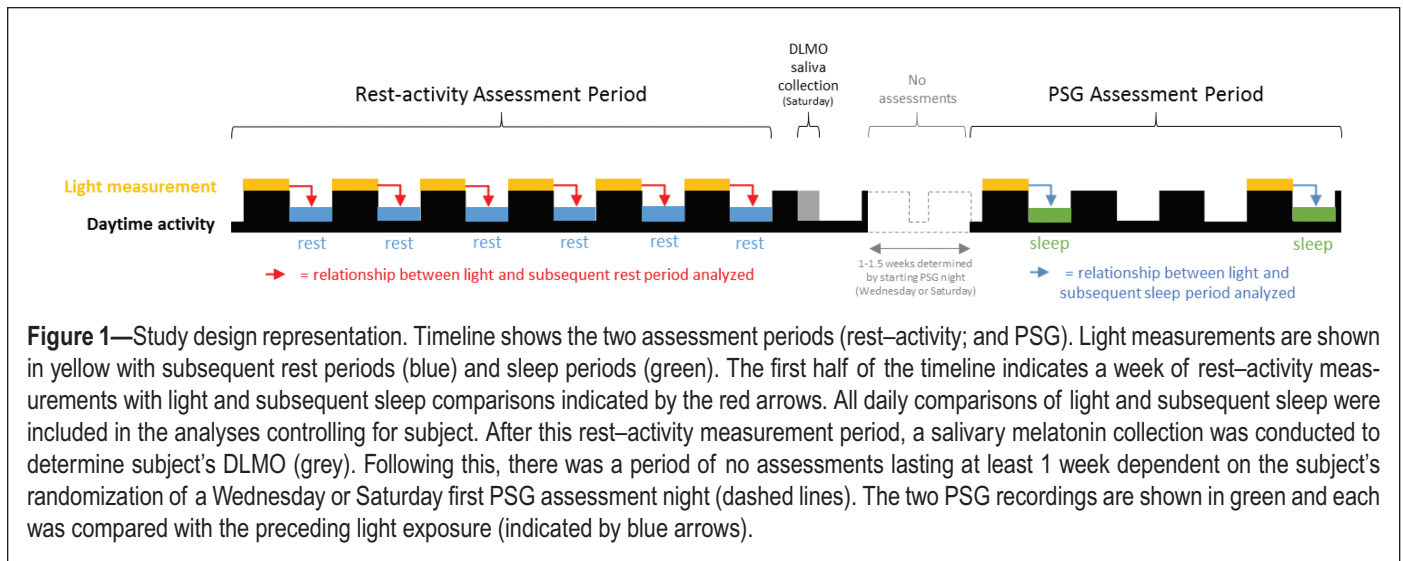 DLMO
saliva
collection
(Saturday)
No
assessments
Rest-activity Assessment Period
PSG Assessment Period
Light measurement
Daytime activity
rest
rest
rest
rest
rest
rest
sleep
sleep
= relationship between light and subsequent rest period analyzed
1-1.5 weeks determined
by starting PSG night
(Wednesday or Saturday)
= relationship between light and
subsequent sleep period analyzed
Figure 1—Study design representation. Timeline shows the two assessment periods (rest–activity; and PSG). Light measurements are shown
in yellow with subsequent rest periods (blue) and sleep periods (green). The first half of the timeline indicates a week of rest–activity meas-
urements with light and subsequent sleep comparisons indicated by the red arrows. All daily comparisons of light and subsequent sleep were
included in the analyses controlling for subject. After this rest–activity measurement period, a salivary melatonin collection was conducted to
determine subject's DLMO (grey). Following this, there was a period of no assessments lasting at least 1 week dependent on the subject's
randomization of a Wednesday or Saturday first PSG assessment night (dashed lines). The two PSG recordings are shown in green and each
was compared with the preceding light exposure (indicated by blue arrows).